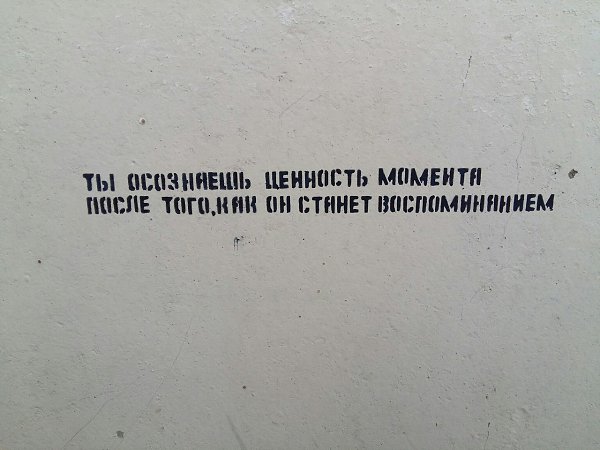 ТЫ ОСОЗНАЕШЬ ЦЕННОСТЬ МОМЕНТА
ПОСЛЕ ТОГО,КАК ОН СТАНЕТ ВОСПОМИНАНИЕМ